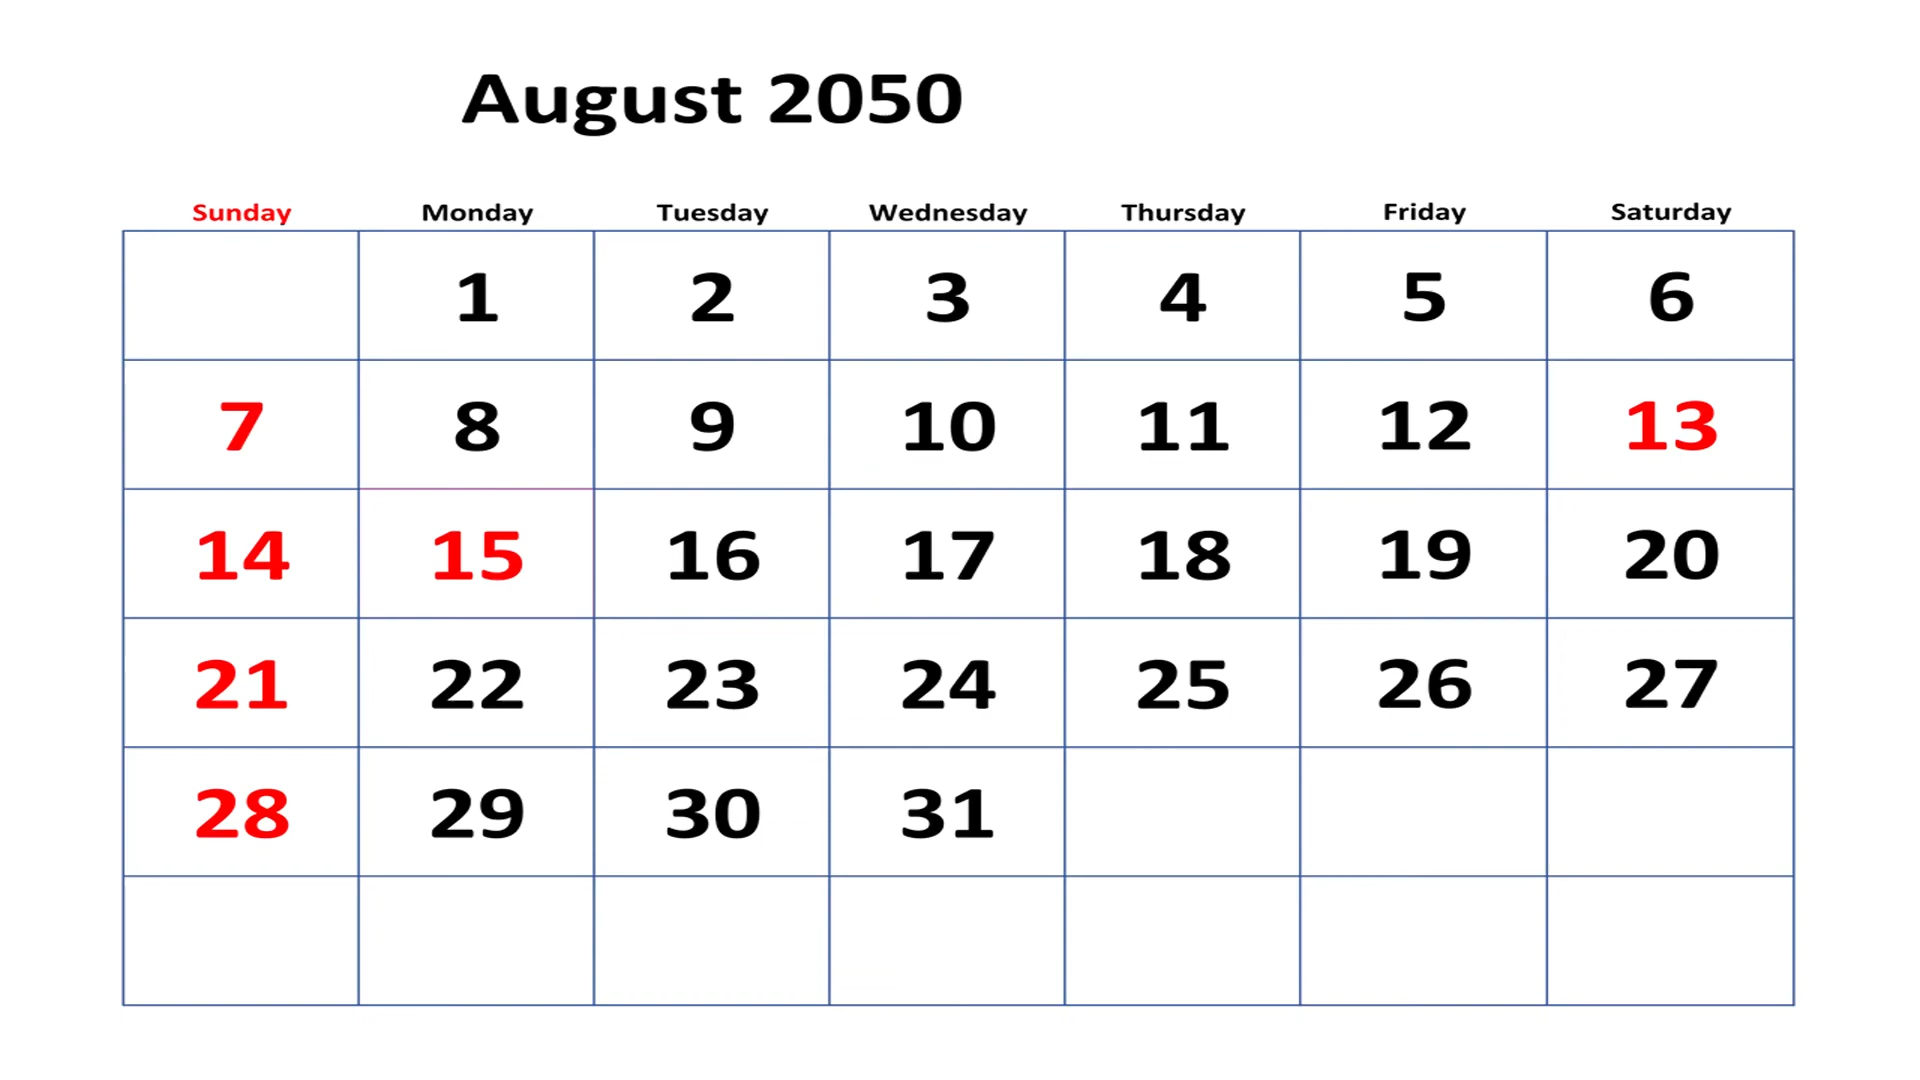 August 2050
Sunday Monday Tuesday Wednesday Thursday Friday Saturday
1 2 3 4 5 6
7 8 9 10 11 12 13
14 15 16 17 18 19 20
21 22 23 24 25 26 27
28 29 30 31